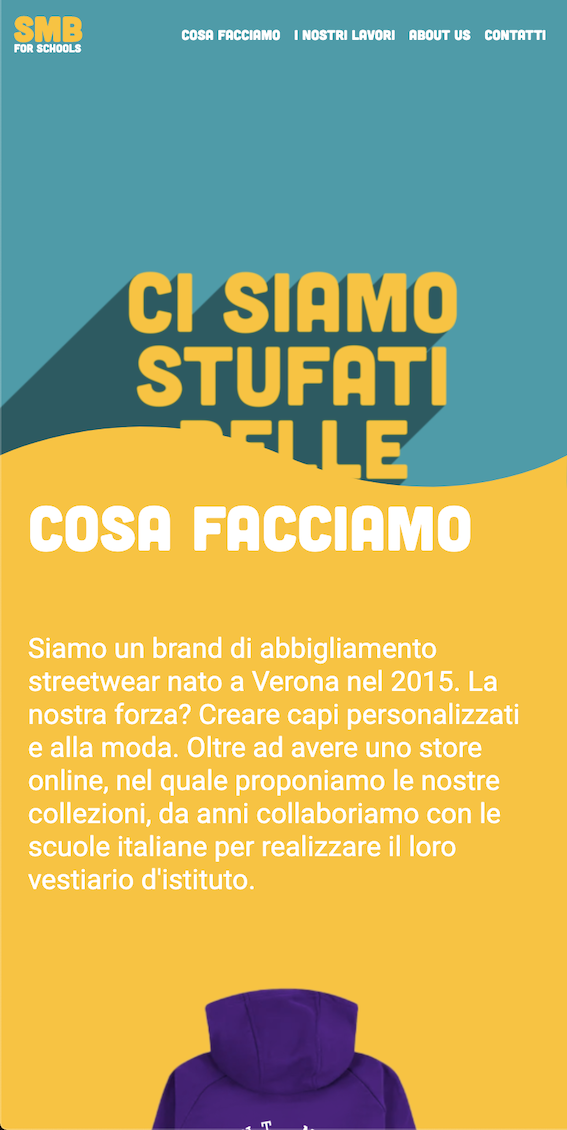 SMB
FOR SCHOOLS
COSA FACCIAMO
I NOSTRI LAVORI
ABOUT US
CONTATTI
CI SIAMO
STUFATI
DELLE
COSA FACCIAMO
Siamo un brand di abbigliamento
streetwear nato a Verona nel 2015. La
nostra forza? Creare capi personalizzati
e alla moda. Oltre ad avere uno store
online, nel quale proponiamo le nostre
collezioni, da anni collaboriamo con le
scuole italiane per realizzare il loro
vestiario d'istituto.